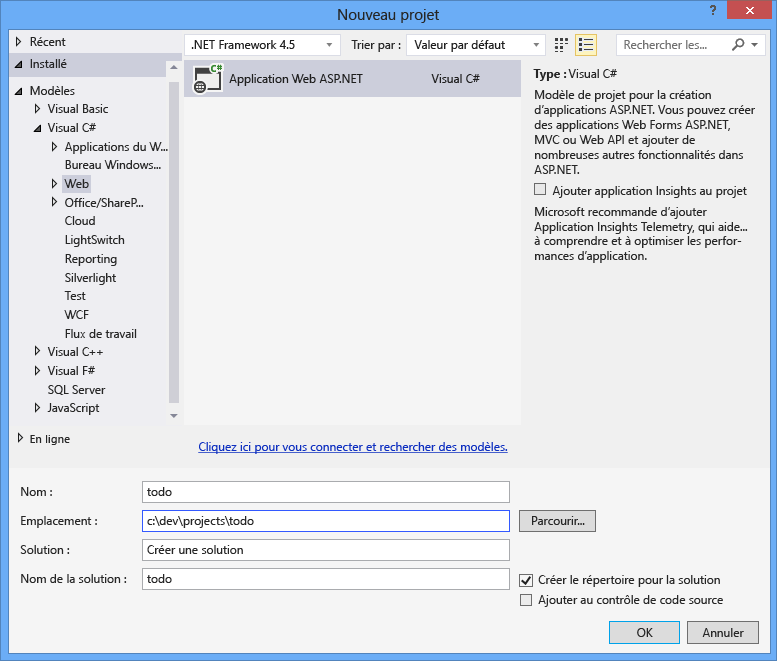 Nouveau projet
?
Récent
Installé
Modèles
Visual Basic
Visual C#
Applications du W...
Bureau Windows...
Web
Office/ShareP...
Cloud
LightSwitch
Reporting
Silverlight
Test
WCF
Flux de travail
Visual C++
Visual F#
SQL Server
JavaScript
En ligne
.NET Framework 4.5
Trier par :
Valeur par défaut
Rechercher les...
C#
Application Web ASP.NET
Visual C#
Type : Visual C#
Modèle de projet pour la création
d'applications ASP.NET. Vous pouvez créer
des applications Web Forms ASP.NET,
MVC ou Web API et ajouter de
nombreuses autres fonctionnalités dans
ASP.NET.
Ajouter application Insights au projet
Microsoft recommande d'ajouter
Application Insights Telemetry, qui aide...
à comprendre et à optimiser les perfor-
mances d'application.
Cliquez ici pour vous connecter et rechercher des modèles.
Nom :
todo
Emplacement :
c:\dev\projects\todo
Parcourir...
Solution :
Créer une solution
Nom de la solution :
todo
Créer le répertoire pour la solution
Ajouter au contrôle de code source
OK
Annuler